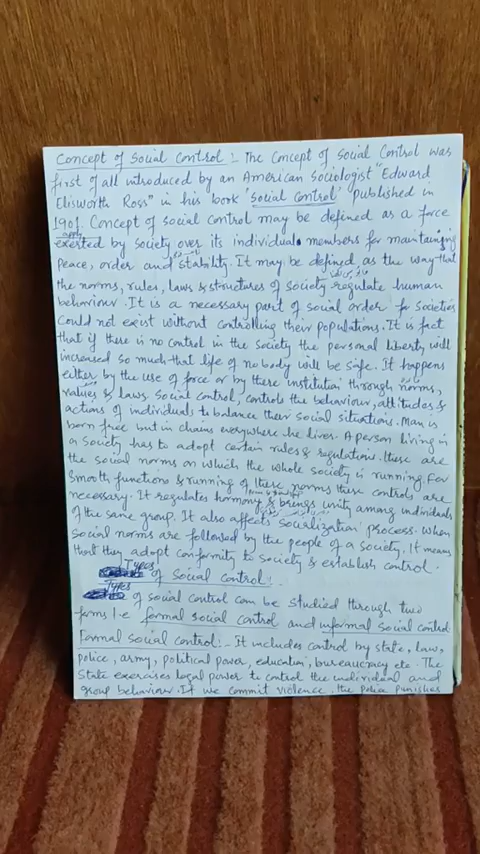 Concept of Social Control :- The Concept of Social Control was
first of all introduced by an American Sociologist "Edward
Ellsworth Ross" in his book 'Social Control' published in
1901. Concept of social control may be defined as a force
apply
exerted by society over its individuals members for maintaining
Peace, order and stability. It may be defined as the way that
the norms, rules, laws & structures of society regulate human
behaviour. It is a necessary part of social order for societies
could not exist without controlling their populations. It is fact
that if there is no control in the society the personal liberty will
increased so much that life of nobody will be safe. It happens
either by the use of force or by these institution through norms,
values & laws. Social control, controls the behaviour, attitudes &
actions of individuals to balance their social situations. Man is
born free but in chains everywhere he lives. A person living in
a society has to adopt certain rules & regulations. these are
the social norms on which the whole society is running. For
smooth functions & running of these norms these controls are
necessary. It regulates harmony & brings unity among individuals
of the same group. It also affects socialization process. When
social norms are followed by the people of a society. It means
that they adopt conformity to society & establish control.
Types of Social Control :
Types of social control can be studied through two
forms i.e formal social control and informal social control
Formal social control :- It includes control by state, law,
police, army, political power, education, bureaucracy etc. The
State exercises legal power to control the individual and
group behaviour. If we commit violence, the police punishes